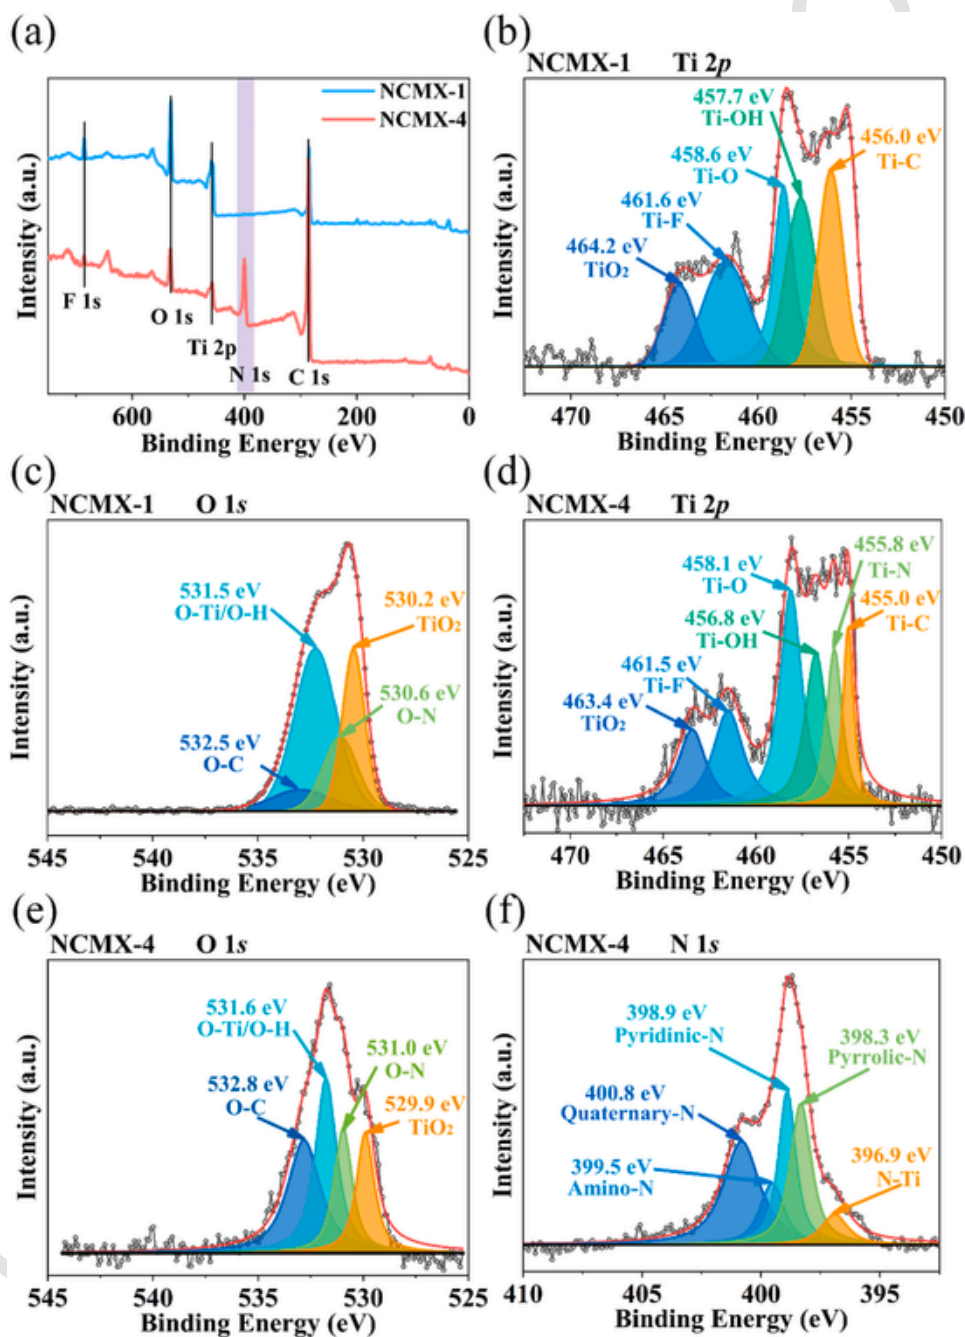 (a)
NCMX-1
NCMX-4
F 1s
O 1s
Ti 2p
N 1s
C 1s
Intensity (a.u.)
600
400
200
0
Binding Energy (eV)
(b)
NCMX-1 Ti 2p
457.7 eV
Ti-OH
458.6 eV
Ti-O
456.0 eV
Ti-C
461.6 eV
Ti-F
464.2 eV
TiO₂
Intensity (a.u.)
470
465
460
455
450
Binding Energy (eV)
(c)
NCMX-1 O 1s
531.5 eV
O-Ti/O-H
530.2 eV
TiO₂
530.6 eV
O-N
532.5 eV
O-C
Intensity (a.u.)
545
540
535
530
525
Binding Energy (eV)
(d)
NCMX-4 Ti 2p
455.8 eV
Ti-N
458.1 eV
Ti-O
455.0 eV
Ti-C
456.8 eV
Ti-OH
461.5 eV
Ti-F
463.4 eV
TiO₂
Intensity (a.u.)
470
465
460
455
450
Binding Energy (eV)
(e)
NCMX-4 O 1s
531.6 eV
O-Ti/O-H
531.0 eV
O-N
532.8 eV
O-C
529.9 eV
TiO₂
Intensity (a.u.)
545
540
535
530
525
Binding Energy (eV)
(f)
NCMX-4 N 1s
398.9 eV
Pyridinic-N
398.3 eV
Pyrrolic-N
400.8 eV
Quaternary-N
399.5 eV
Amino-N
396.9 eV
N-Ti
Intensity (a.u.)
410
405
400
395
Binding Energy (eV)